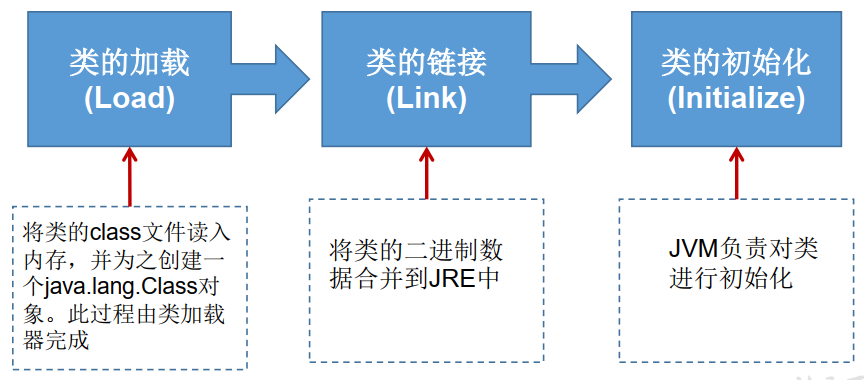 类的加载
(Load)
类的链接
(Link)
类的初始化
(Initialize)
将类的class文件读入
内存，并为之创建一
个java.lang.Class对
象。此过程由类加载
器完成
将类的二进制数
据合并到JRE中
JVM负责对类
进行初始化